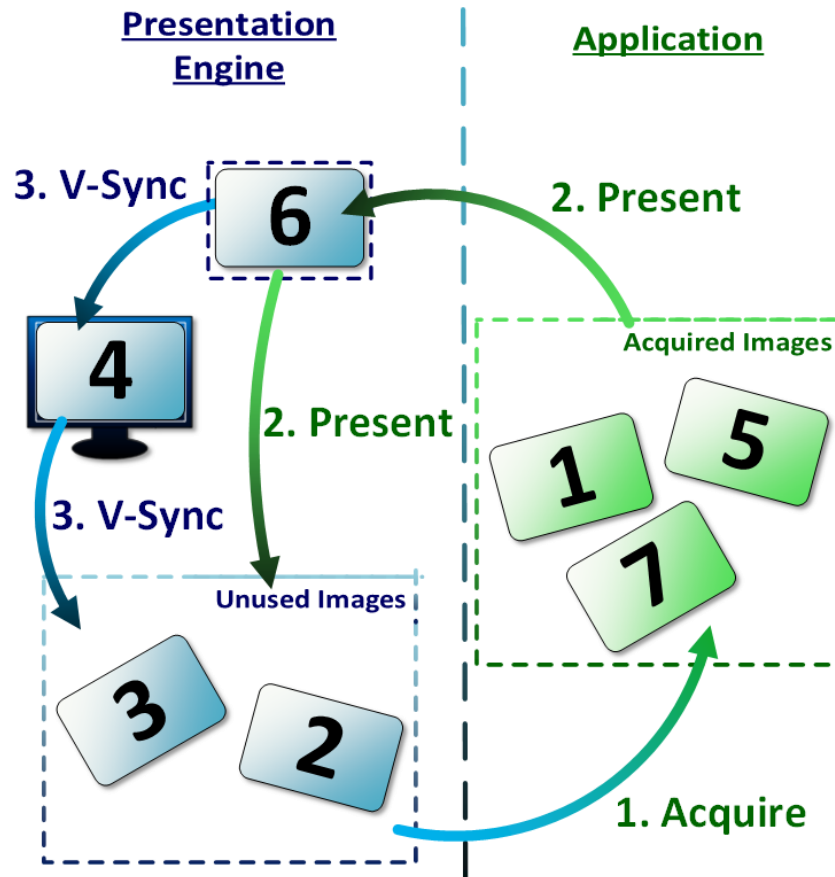 Presentation
Engine
Application
3. V-Sync
6
2. Present
4
Acquired Images
2. Present
1
5
3. V-Sync
7
Unused Images
3
2
1. Acquire